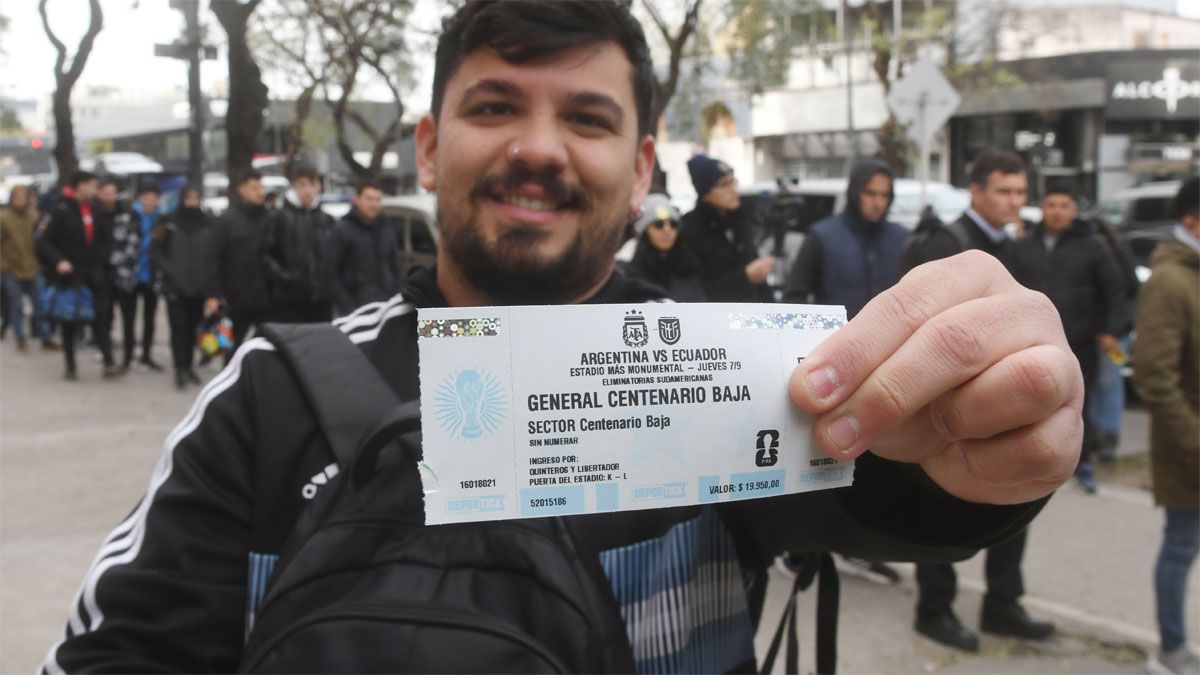 ARGENTINA VS ECUADOR
ESTADIO MÁS MONUMENTAL – JUEVES 7/9
ELIMINATORIAS SUDAMERICANAS
GENERAL CENTENARIO BAJA
SECTOR Centenario Baja
SIN NUMERAR
INGRESO POR:
QUINTEROS Y LIBERTADOR
PUERTA DEL ESTADIO: K – L
16018021
DEPORTICK
52015186
DEPORTICK
VALOR: $ 19.950,00
16018021
DEPORTICK